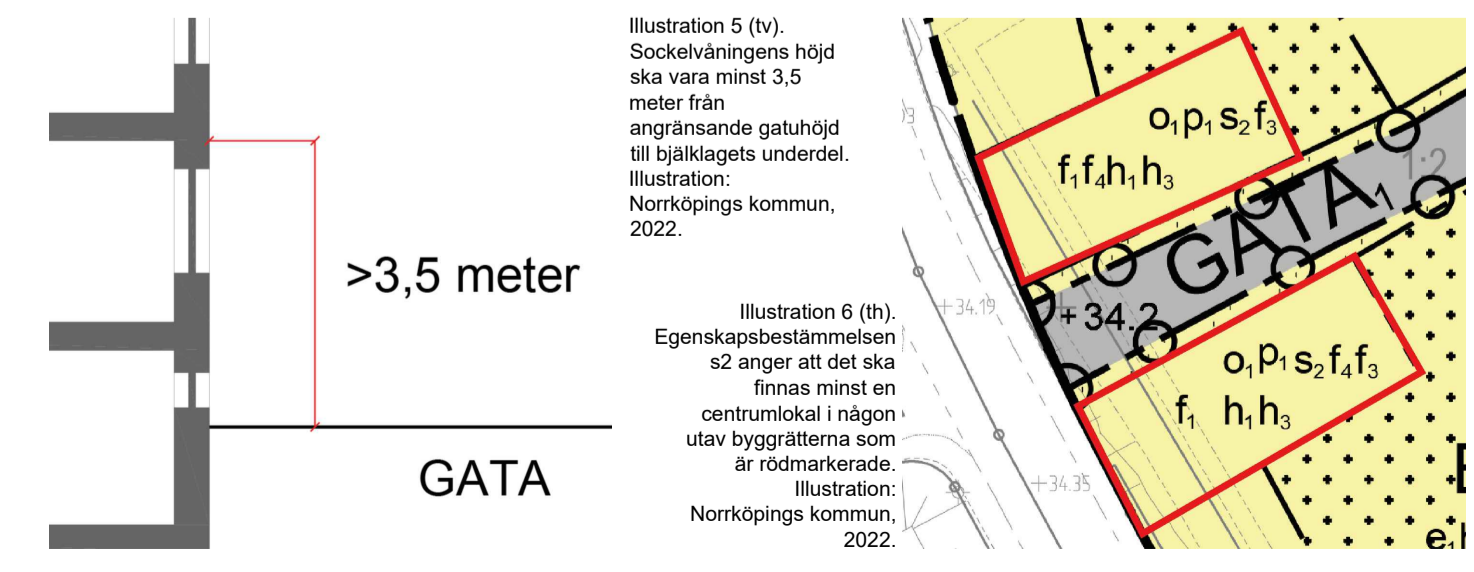 >3,5 meter
GATA
Illustration 5 (tv).
Sockelvåningens höjd
ska vara minst 3,5
meter från
angränsande gatuhöjd
till bjälklagets underdel.
Illustration:
Norrköpings kommun,
2022.
Illustration 6 (th).
Egenskapsbestämmelsen
s2 anger att det ska
finnas minst en
centrumlokal i någon
utav byggrätterna som
är rödmarkerade.
Illustration:
Norrköpings kommun,
2022.
o₁p₁s₂f₃
f₁f₄h₁h₃
1:2
GATA₁
+34.19
+34.2
o₁p₁s₂f₄f₃
f₁ h₁h₃
+34.35
e₁